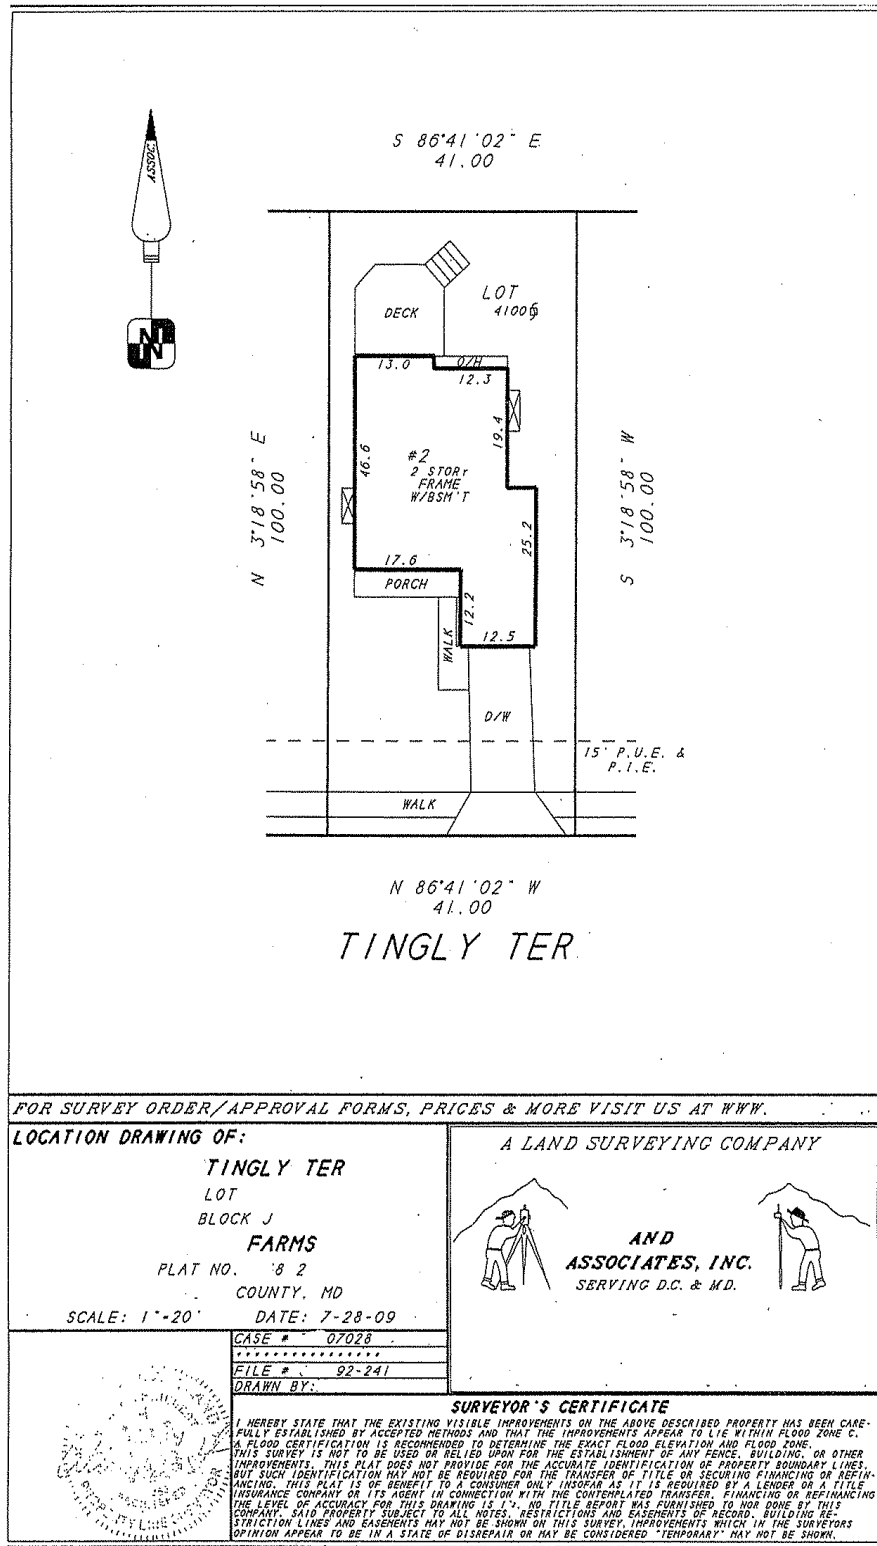 S 86°41'02" E
41.00
ASSOC.
LOT
4100
DECK
O/H
13.0
12.3
N 3°18'58" E
100.00
46.6
#2
2 STORY
FRAME
W/BSM'T
19.4
25.2
S 3°18'58" W
100.00
17.6
PORCH
12.2
WALK
12.5
D/W
15' P.U.E. &
P.I.E.
WALK
N 86°41'02" W
41.00
TINGLY TER
FOR SURVEY ORDER/APPROVAL FORMS, PRICES & MORE VISIT US AT WWW.
LOCATION DRAWING OF:
TINGLY TER
LOT
BLOCK J
FARMS
PLAT NO. 8 2
COUNTY, MD
SCALE: 1"=20' DATE: 7-28-09
CASE # 07028
FILE # 92-241
DRAWN BY:
A LAND SURVEYING COMPANY
AND
ASSOCIATES, INC.
SERVING D.C. & MD.
SURVEYOR'S CERTIFICATE
I HEREBY STATE THAT THE EXISTING VISIBLE IMPROVEMENTS ON THE ABOVE DESCRIBED PROPERTY HAS BEEN CARE-
FULLY ESTABLISHED BY ACCEPTED METHODS AND THAT THE IMPROVEMENTS APPEAR TO LIE WITHIN FLOOD ZONE C.
A FLOOD CERTIFICATION IS RECOMMENDED TO DETERMINE THE EXACT FLOOD ELEVATION AND FLOOD ZONE.
THIS SURVEY IS NOT TO BE USED OR RELIED UPON FOR THE ESTABLISHMENT OF ANY FENCE, BUILDING, OR OTHER
IMPROVEMENTS. THIS PLAT DOES NOT PROVIDE FOR THE ACCURATE IDENTIFICATION OF PROPERTY BOUNDARY LINES,
BUT SUCH IDENTIFICATION MAY NOT BE REQUIRED FOR THE TRANSFER OF TITLE OR SECURING FINANCING OR REFIN-
ANCING. THIS PLAT IS OF BENEFIT TO A CONSUMER ONLY INSOFAR AS IT IS REQUIRED BY A LENDER OR A TITLE
INSURANCE COMPANY OR ITS AGENT IN CONNECTION WITH THE CONTEMPLATED TRANSFER, FINANCING OR REFINANCING
THE LEVEL OF ACCURACY FOR THIS DRAWING IS 1'±. NO TITLE REPORT WAS FURNISHED TO NOR DONE BY THIS
COMPANY. SAID PROPERTY SUBJECT TO ALL NOTES, RESTRICTIONS AND EASEMENTS OF RECORD. BUILDING RE-
STRICTION LINES AND EASEMENTS MAY NOT BE SHOWN ON THIS SURVEY. IMPROVEMENTS WHICH IN THE SURVEYORS
OPINION APPEAR TO BE IN A STATE OF DISREPAIR OR MAY BE CONSIDERED "TEMPORARY" MAY NOT BE SHOWN.